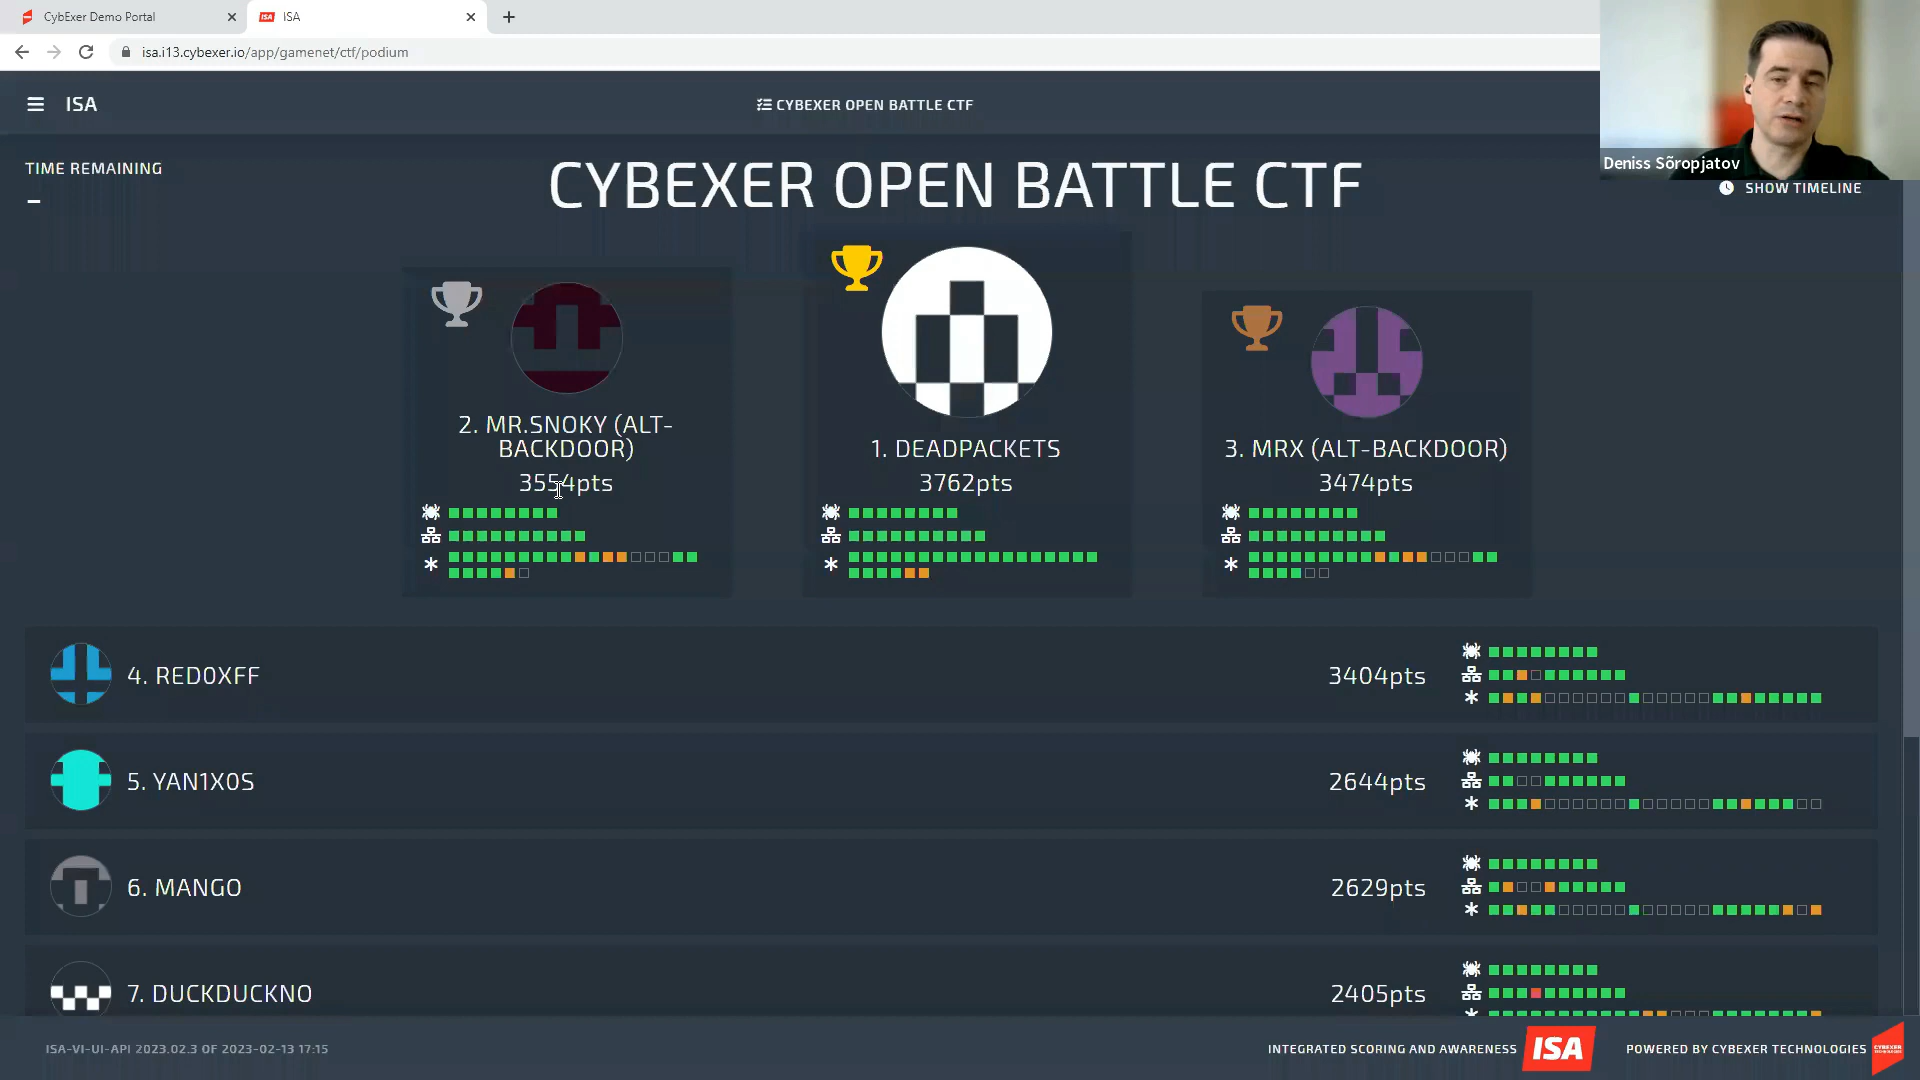 CybExer Demo Portal
ISA
isa.i13.cybexer.io/app/gamenet/ctf/podium
ISA
CYBEXER OPEN BATTLE CTF
Deniss Sõropjatov
TIME REMAINING
–
CYBEXER OPEN BATTLE CTF
SHOW TIMELINE
2. MR.SNOKY (ALT-
BACKDOOR)
3554pts
1. DEADPACKETS
3762pts
3. MRX (ALT-BACKDOOR)
3474pts
4. RED0XFF
3404pts
5. YAN1X0S
2644pts
6. MANGO
2629pts
7. DUCKDUCKNO
2405pts
ISA-VI-UI-API 2023.02.3 OF 2023-02-13 17:15
INTEGRATED SCORING AND AWARENESS
ISA
POWERED BY CYBEXER TECHNOLOGIES